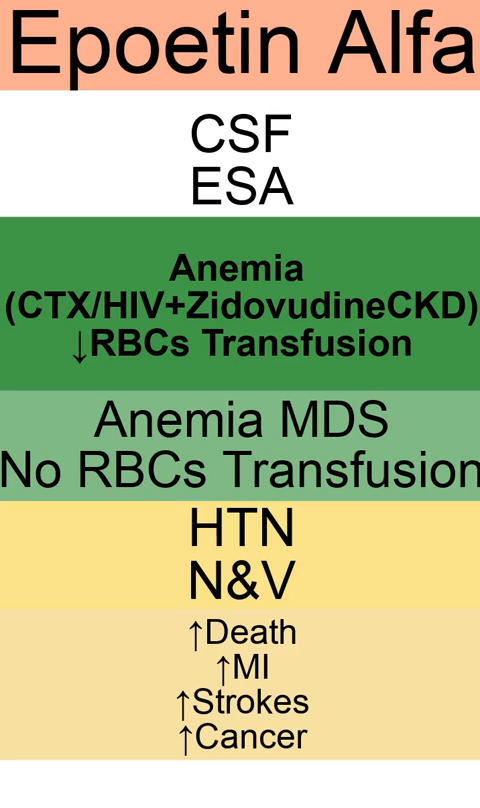 Epoetin Alfa
CSF
ESA
Anemia
(CTX/HIV+ZidovudineCKD)
↓RBCs Transfusion
Anemia MDS
No RBCs Transfusion
HTN
N&V
↑Death
↑MI
↑Strokes
↑Cancer